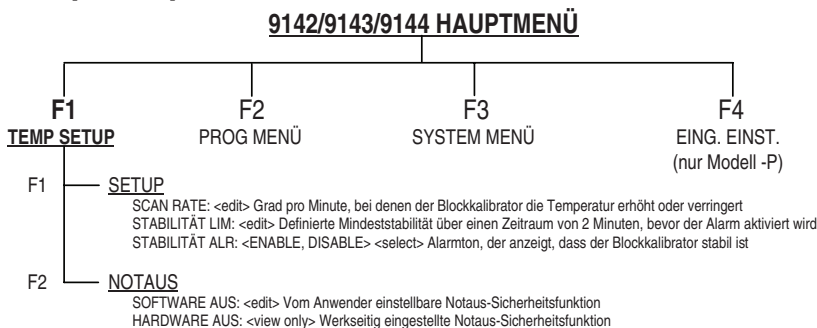 9142/9143/9144 HAUPTMENÜ
F1 F2 F3 F4
TEMP SETUP PROG MENÜ SYSTEM MENÜ EING. EINST.
(nur Modell -P)
F1 SETUP
SCAN RATE: <edit> Grad pro Minute, bei denen der Blockkalibrator die Temperatur erhöht oder verringert
STABILITÄT LIM: <edit> Definierte Mindeststabilität über einen Zeitraum von 2 Minuten, bevor der Alarm aktiviert wird
STABILITÄT ALR: <ENABLE, DISABLE> <select> Alarmton, der anzeigt, dass der Blockkalibrator stabil ist
F2 NOTAUS
SOFTWARE AUS: <edit> Vom Anwender einstellbare Notaus-Sicherheitsfunktion
HARDWARE AUS: <view only> Werkseitig eingestellte Notaus-Sicherheitsfunktion